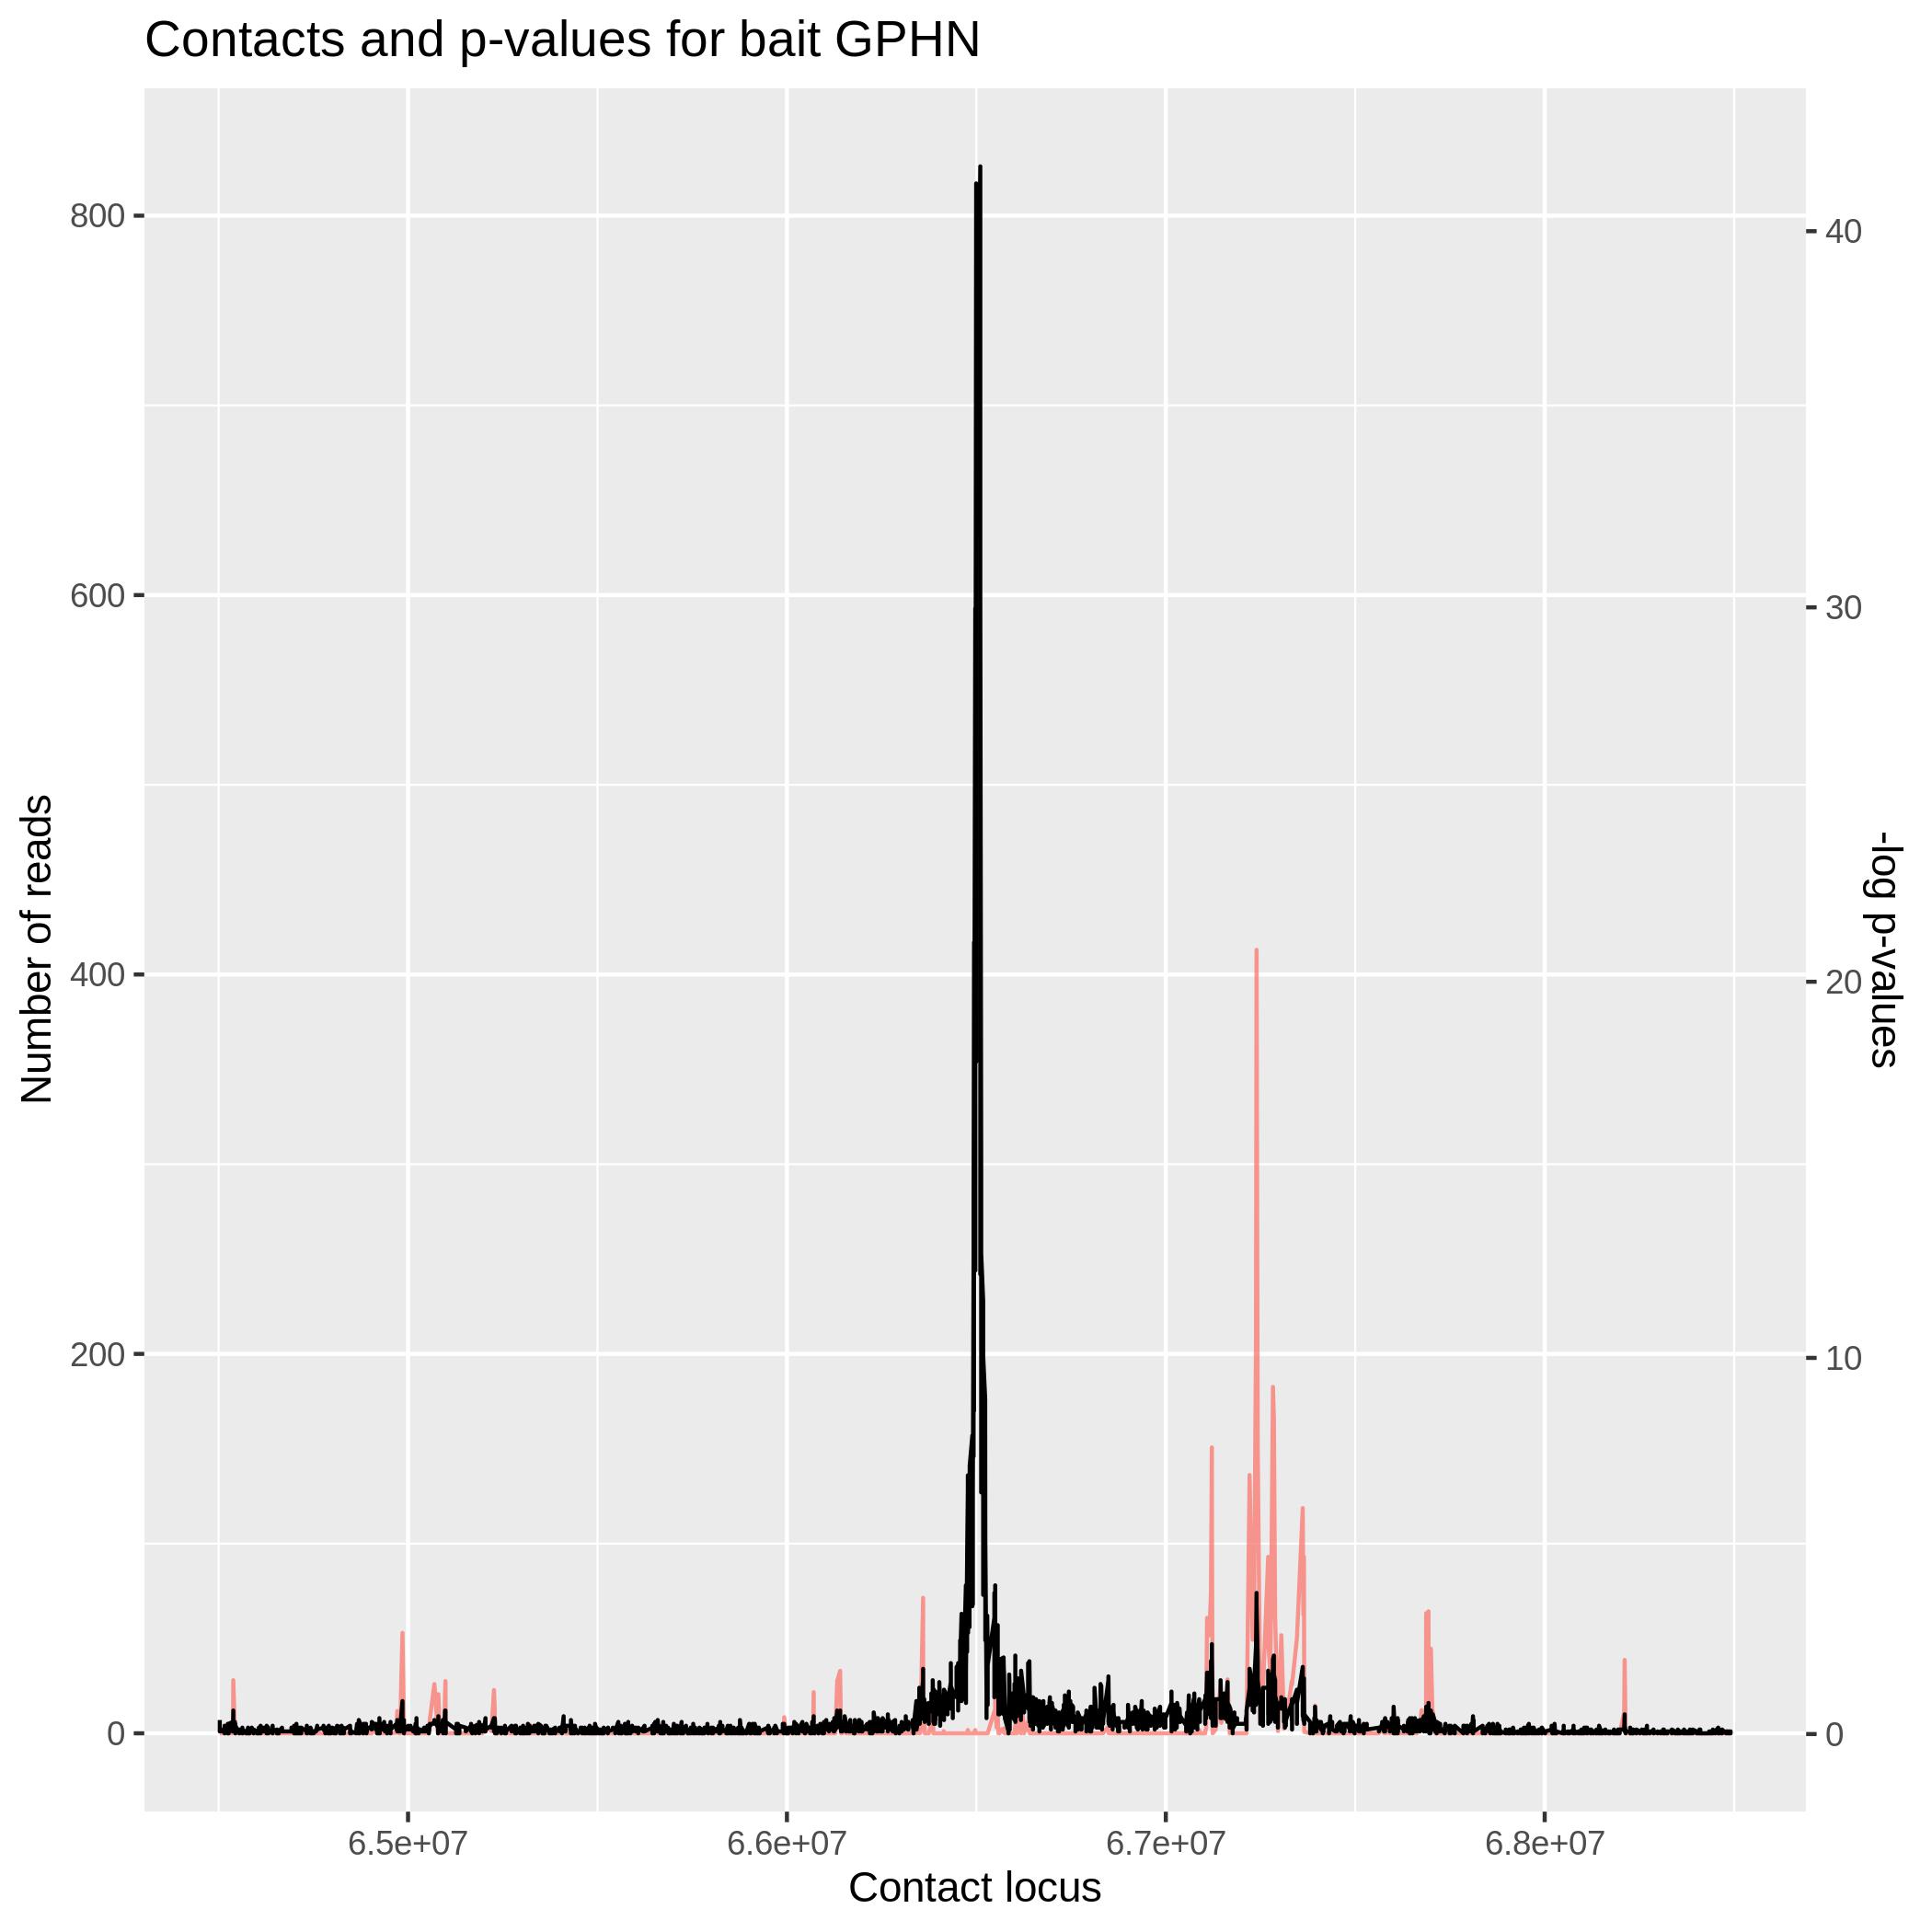 Contacts and p-values for bait GPHN
800
600
400
200
0
Number of reads
40
30
20
10
0
-log p-values
6.5e+07
6.6e+07
6.7e+07
6.8e+07
Contact locus